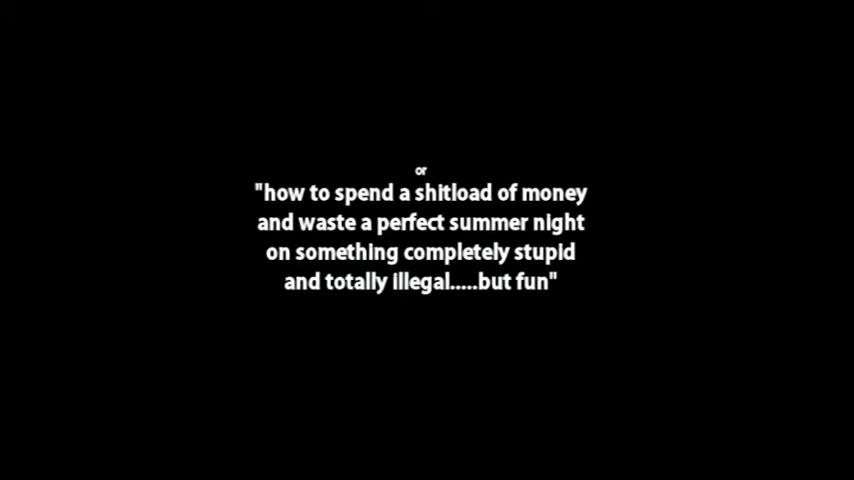 or
"how to spend a shitload of money
and waste a perfect summer night
on something completely stupid
and totally illegal.....but fun"